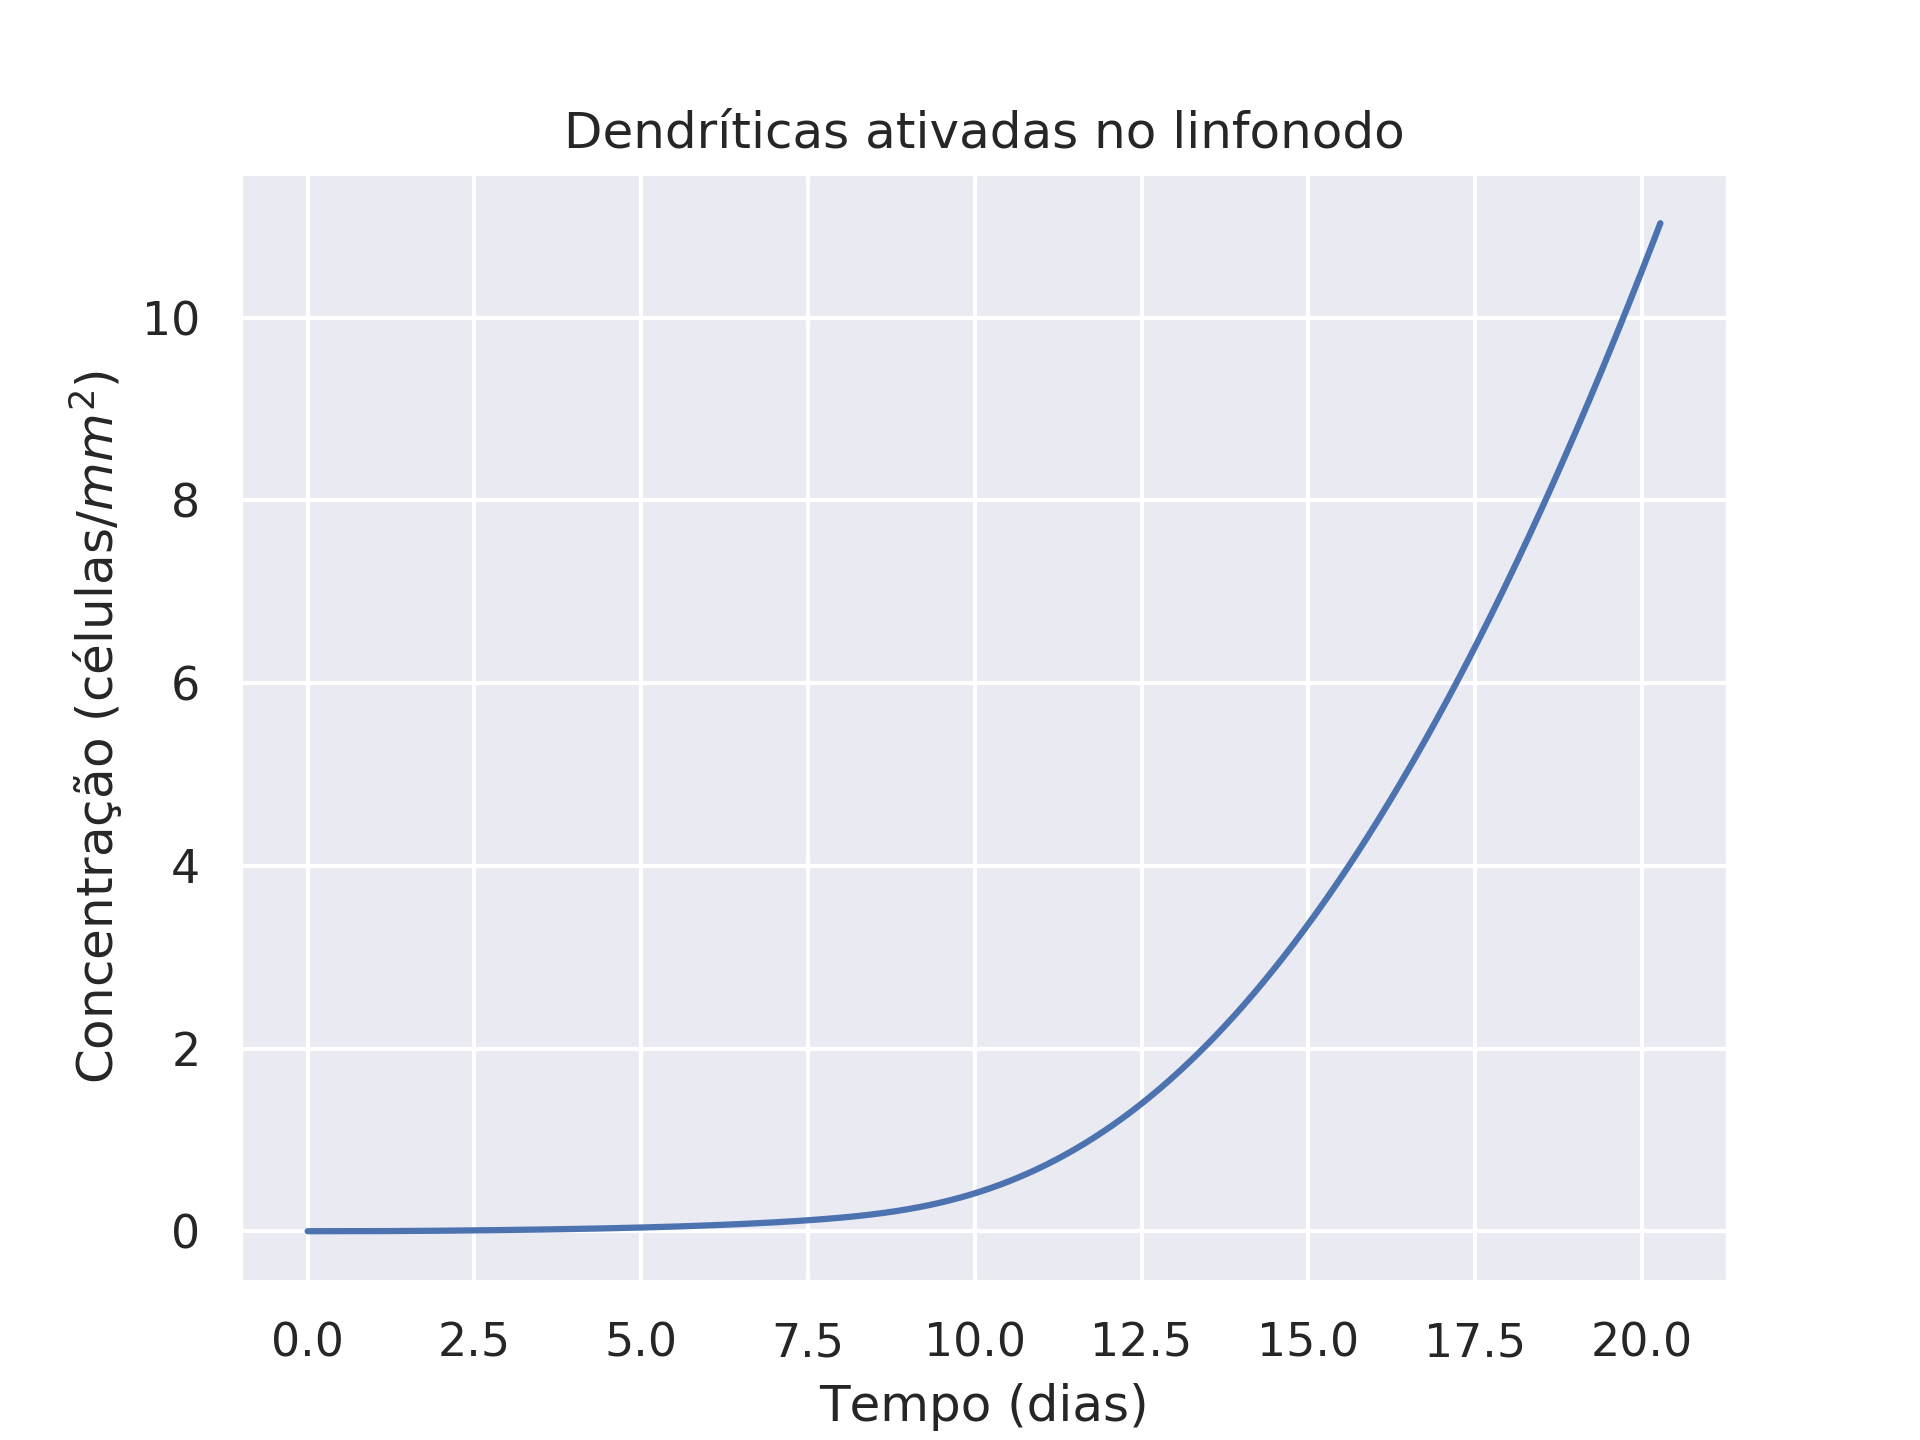 Dendríticas ativadas no linfonodo
Concentração (células/mm²)
10
8
6
4
2
0
0.0 2.5 5.0 7.5 10.0 12.5 15.0 17.5 20.0
Tempo (dias)